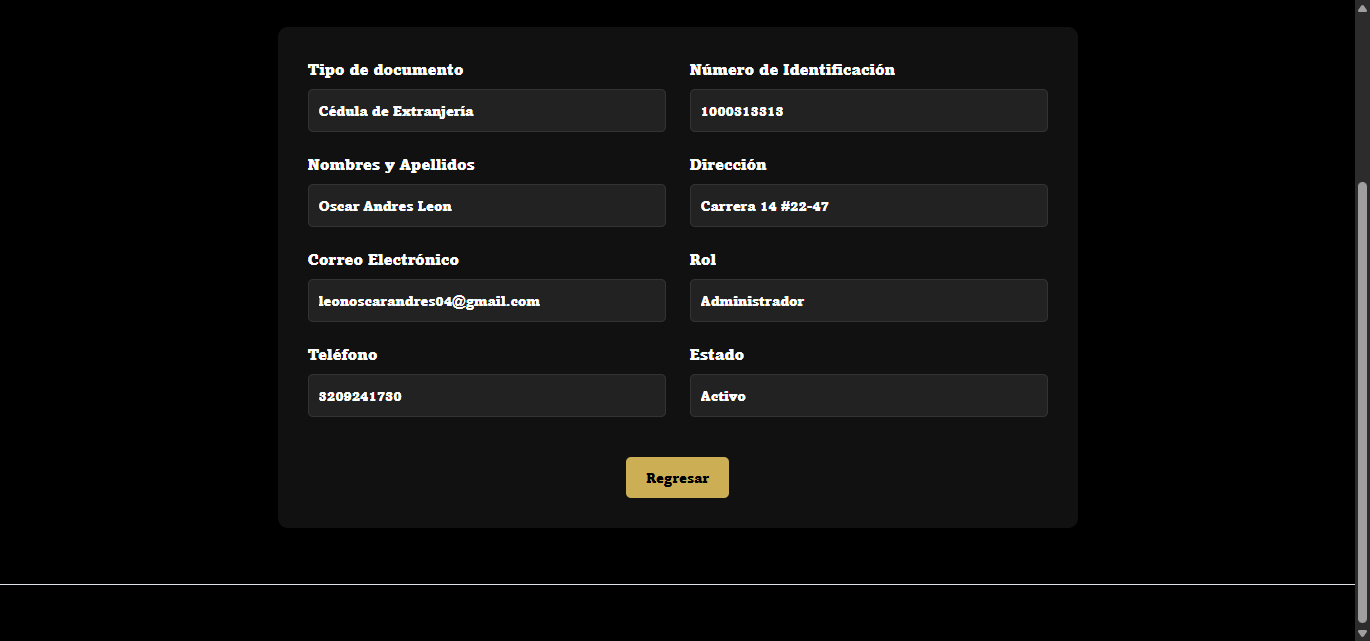 Tipo de documento
Número de Identificación
Cédula de Extranjería
1000313313
Nombres y Apellidos
Dirección
Oscar Andres Leon
Carrera 14 #22-47
Correo Electrónico
Rol
leonoscarandres04@gmail.com
Administrador
Teléfono
Estado
3209241730
Activo
Regresar